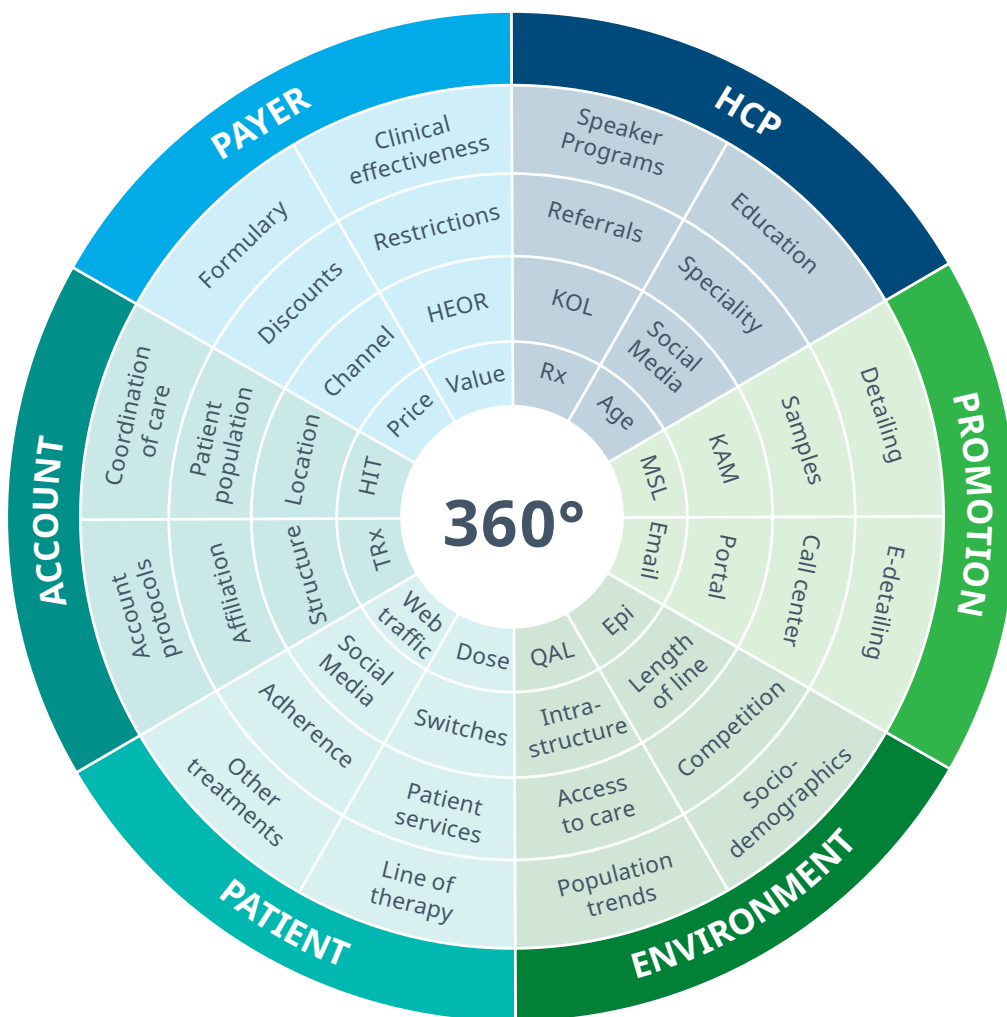 PAYER
Clinical
effectiveness
Formulary
Restrictions
Discounts
HEOR
Channel
Value
Price
HCP
Speaker
Programs
Education
Referrals
Speciality
KOL
Social
Media
Rx
Age
PROMOTION
Detailing
Samples
KAM
MSL
E-detailing
Call center
Portal
Email
ENVIRONMENT
Epi
Length
of line
Competition
Socio-
demographics
QAL
Intra-
structure
Access
to care
Population
trends
PATIENT
Dose
Switches
Patient
services
Line of
therapy
Web
traffic
Social
Media
Adherence
Other
treatments
ACCOUNT
TRx
Structure
Affiliation
Account
protocols
HIT
Location
Patient
population
Coordination
of care
360°